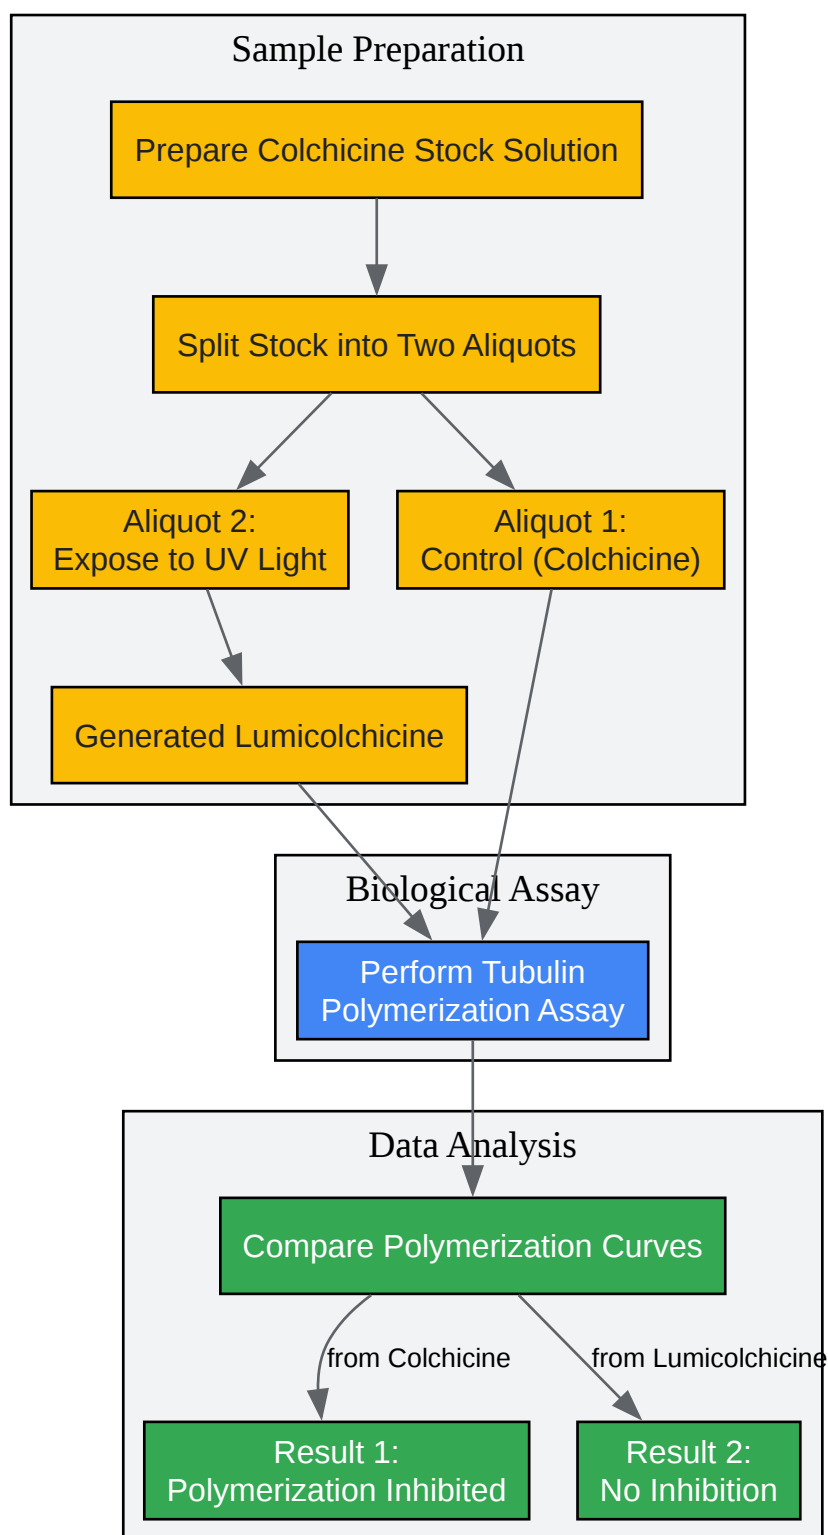 Sample Preparation
Prepare Colchicine Stock Solution
Split Stock into Two Aliquots
Aliquot 2:
Expose to UV Light
Aliquot 1:
Control (Colchicine)
Generated Lumicolchicine
Biological Assay
Perform Tubulin
Polymerization Assay
Data Analysis
Compare Polymerization Curves
from Colchicine
from Lumicolchicine
Result 1:
Polymerization Inhibited
Result 2:
No Inhibition